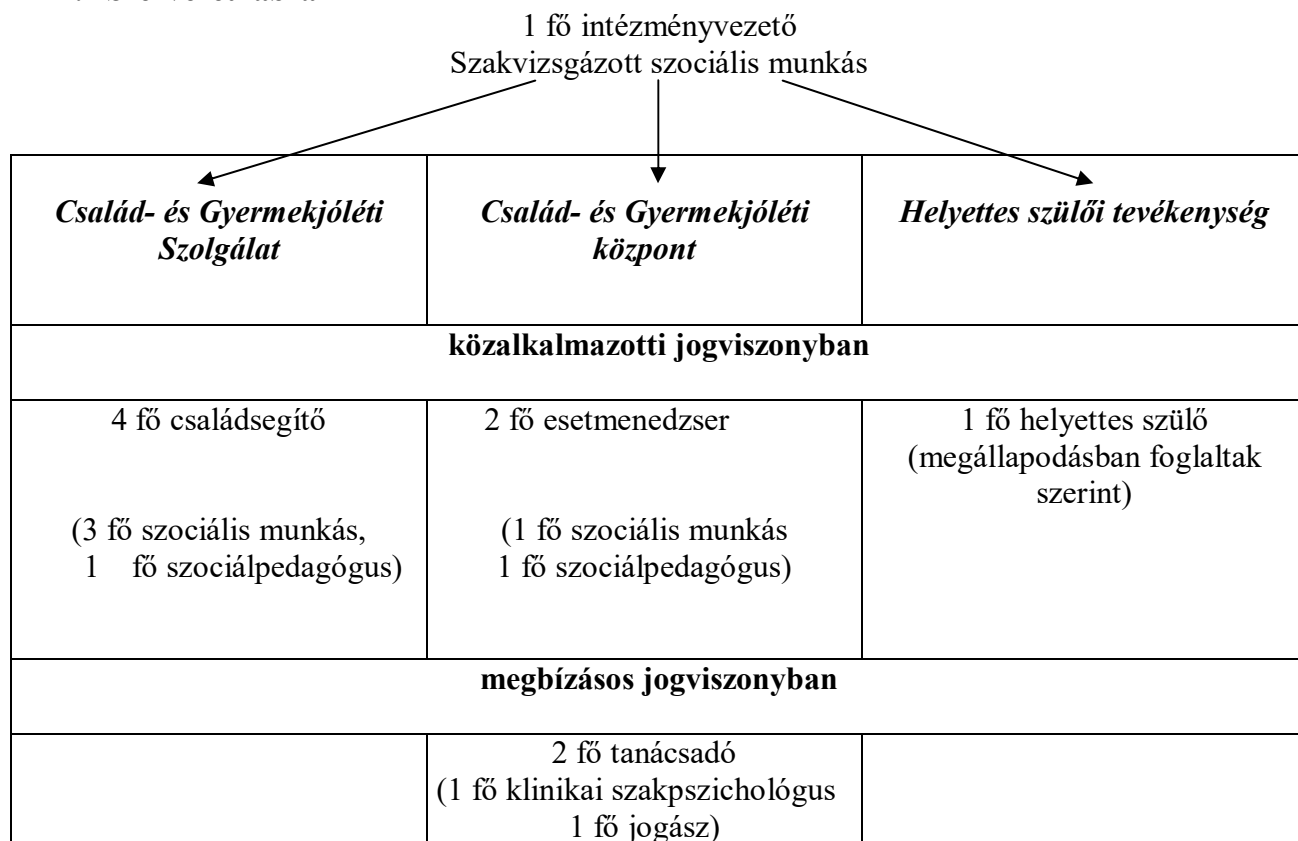 1 fő intézményvezető
Szakvizsgázott szociális munkás
Család- és Gyermekjóléti
Szolgálat
Család- és Gyermekjóléti
központ
Helyettes szülői tevékenység
közalkalmazotti jogviszonyban
4 fő családsegítő
(3 fő szociális munkás,
1 fő szociálpedagógus)
2 fő esetmenedzser
(1 fő szociális munkás
1 fő szociálpedagógus)
1 fő helyettes szülő
(megállapodásban foglaltak
szerint)
megbízásos jogviszonyban
2 fő tanácsadó
(1 fő klinikai szakpszichológus
1 fő jogász)